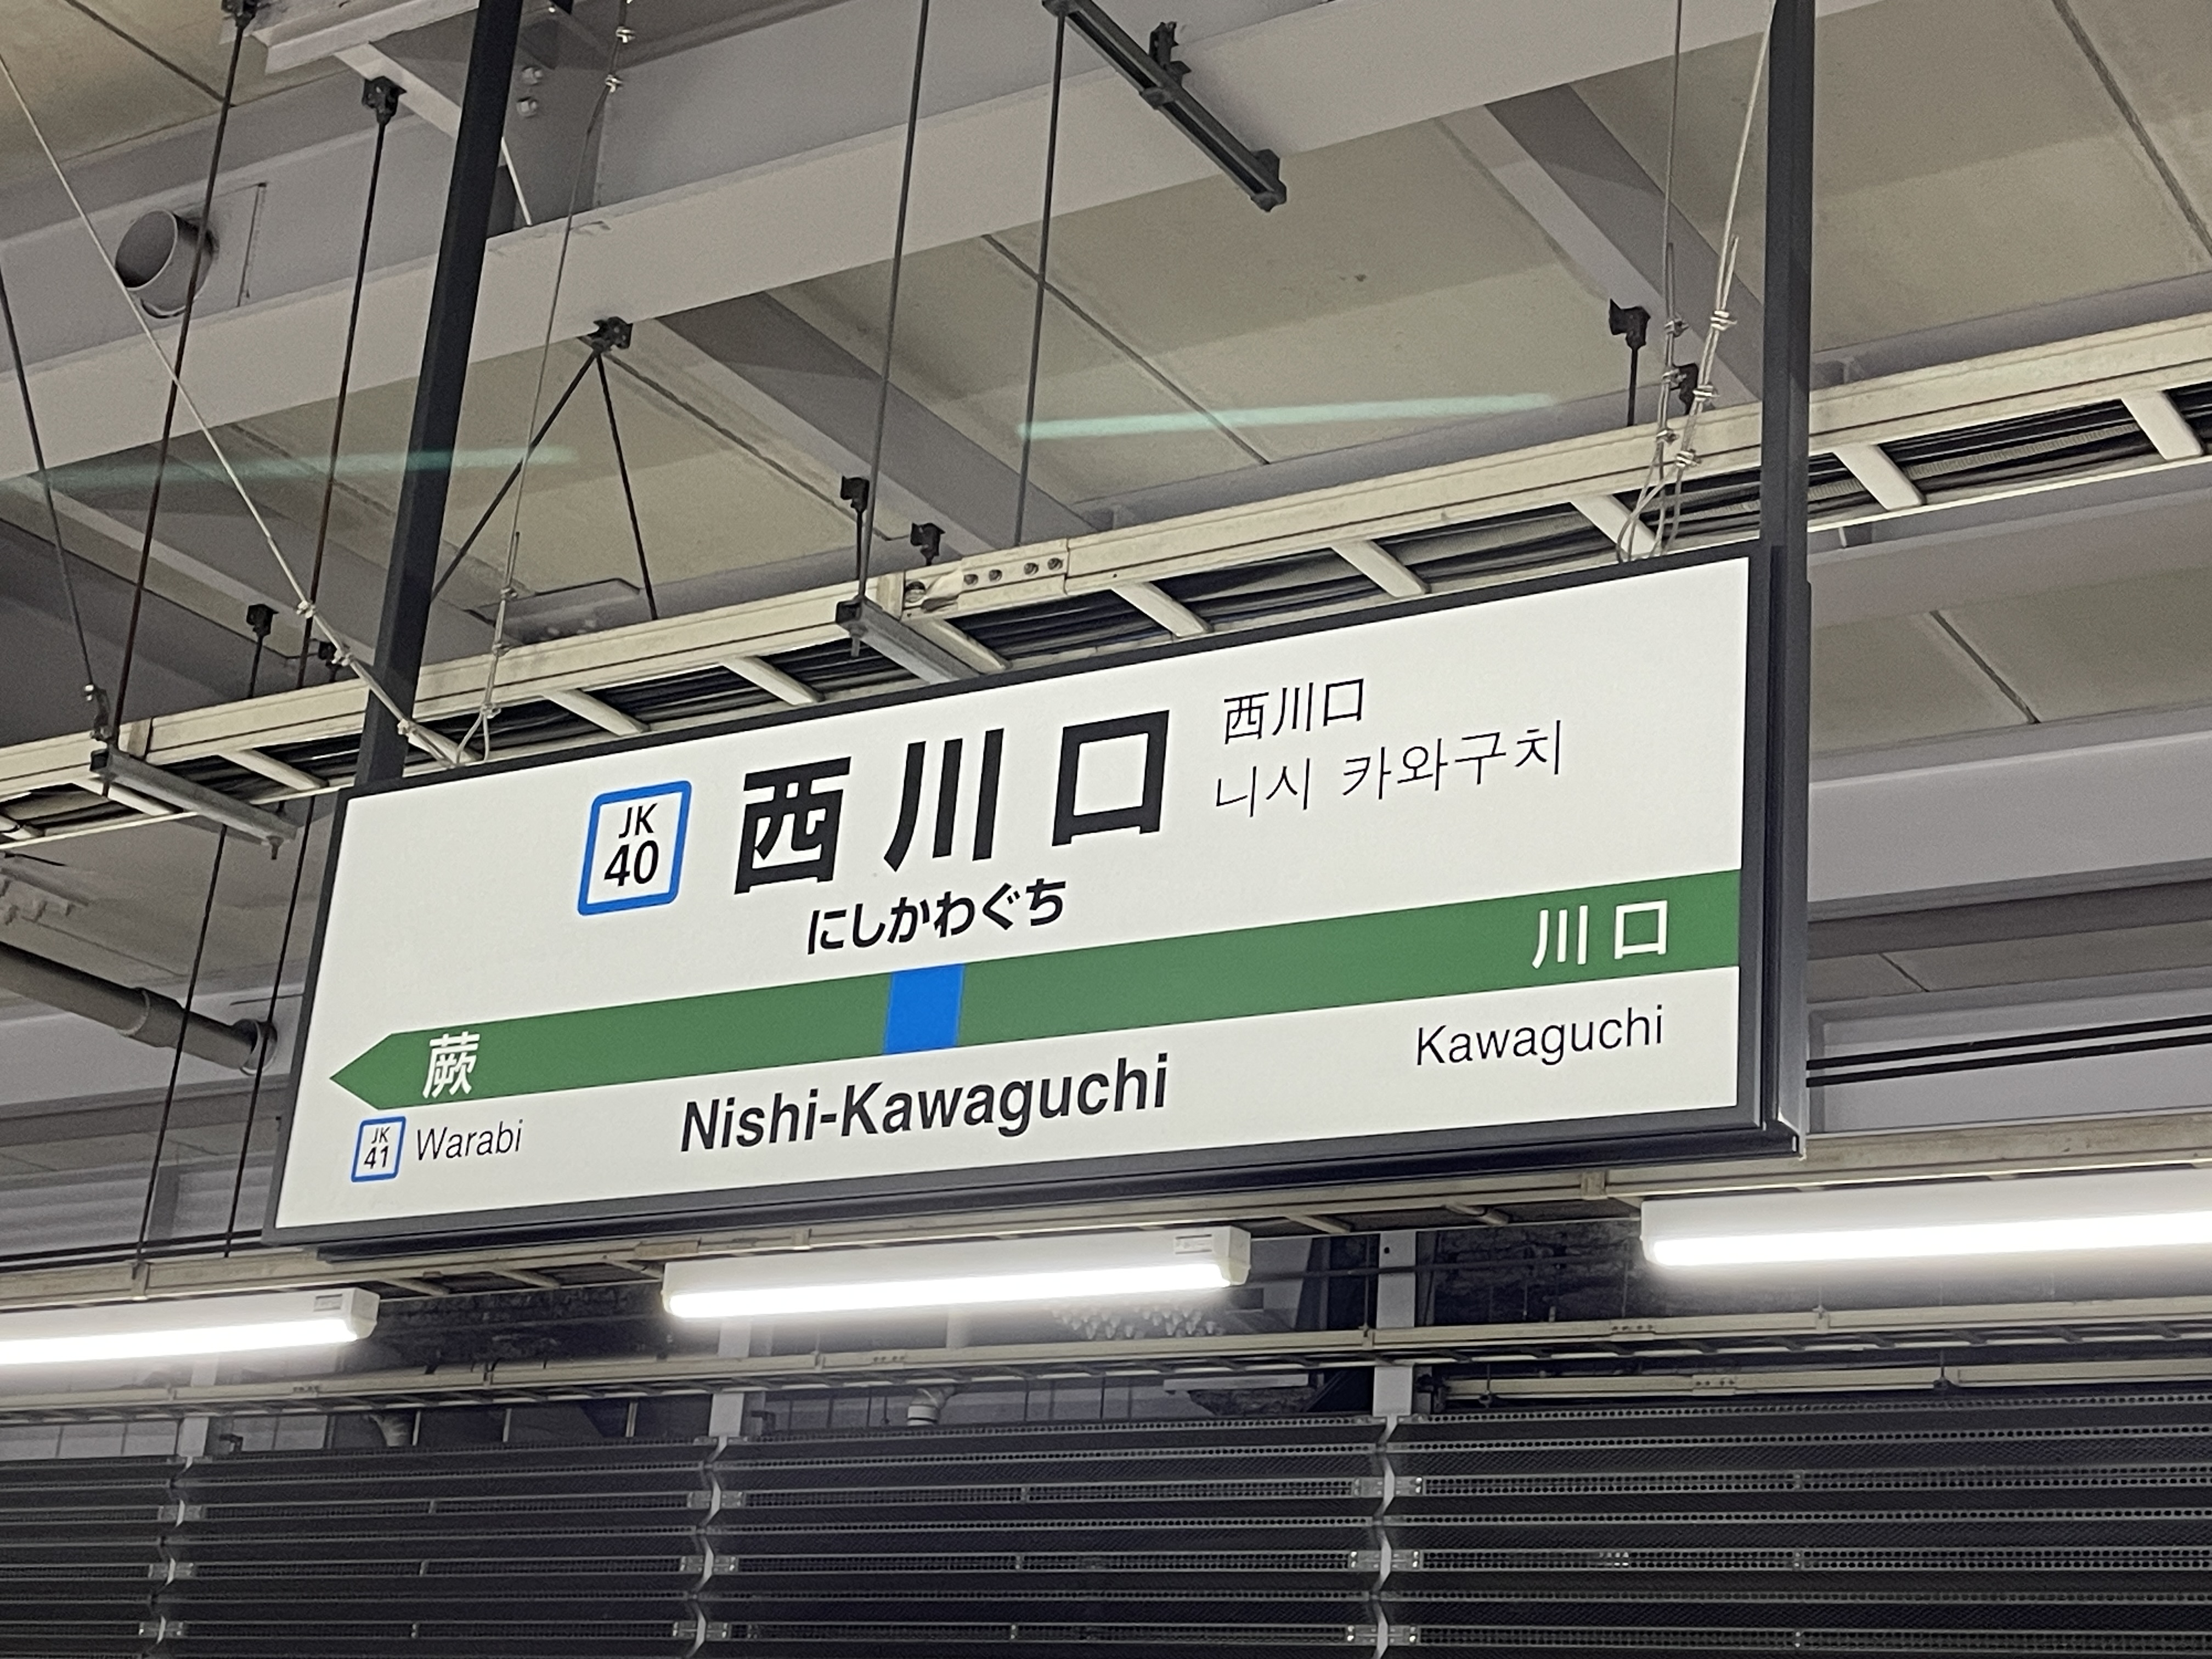 JK
40
西川口
西川口
니시 카와구치
にしかわぐち
蕨
川口
JK
41
Warabi
Nishi-Kawaguchi
Kawaguchi